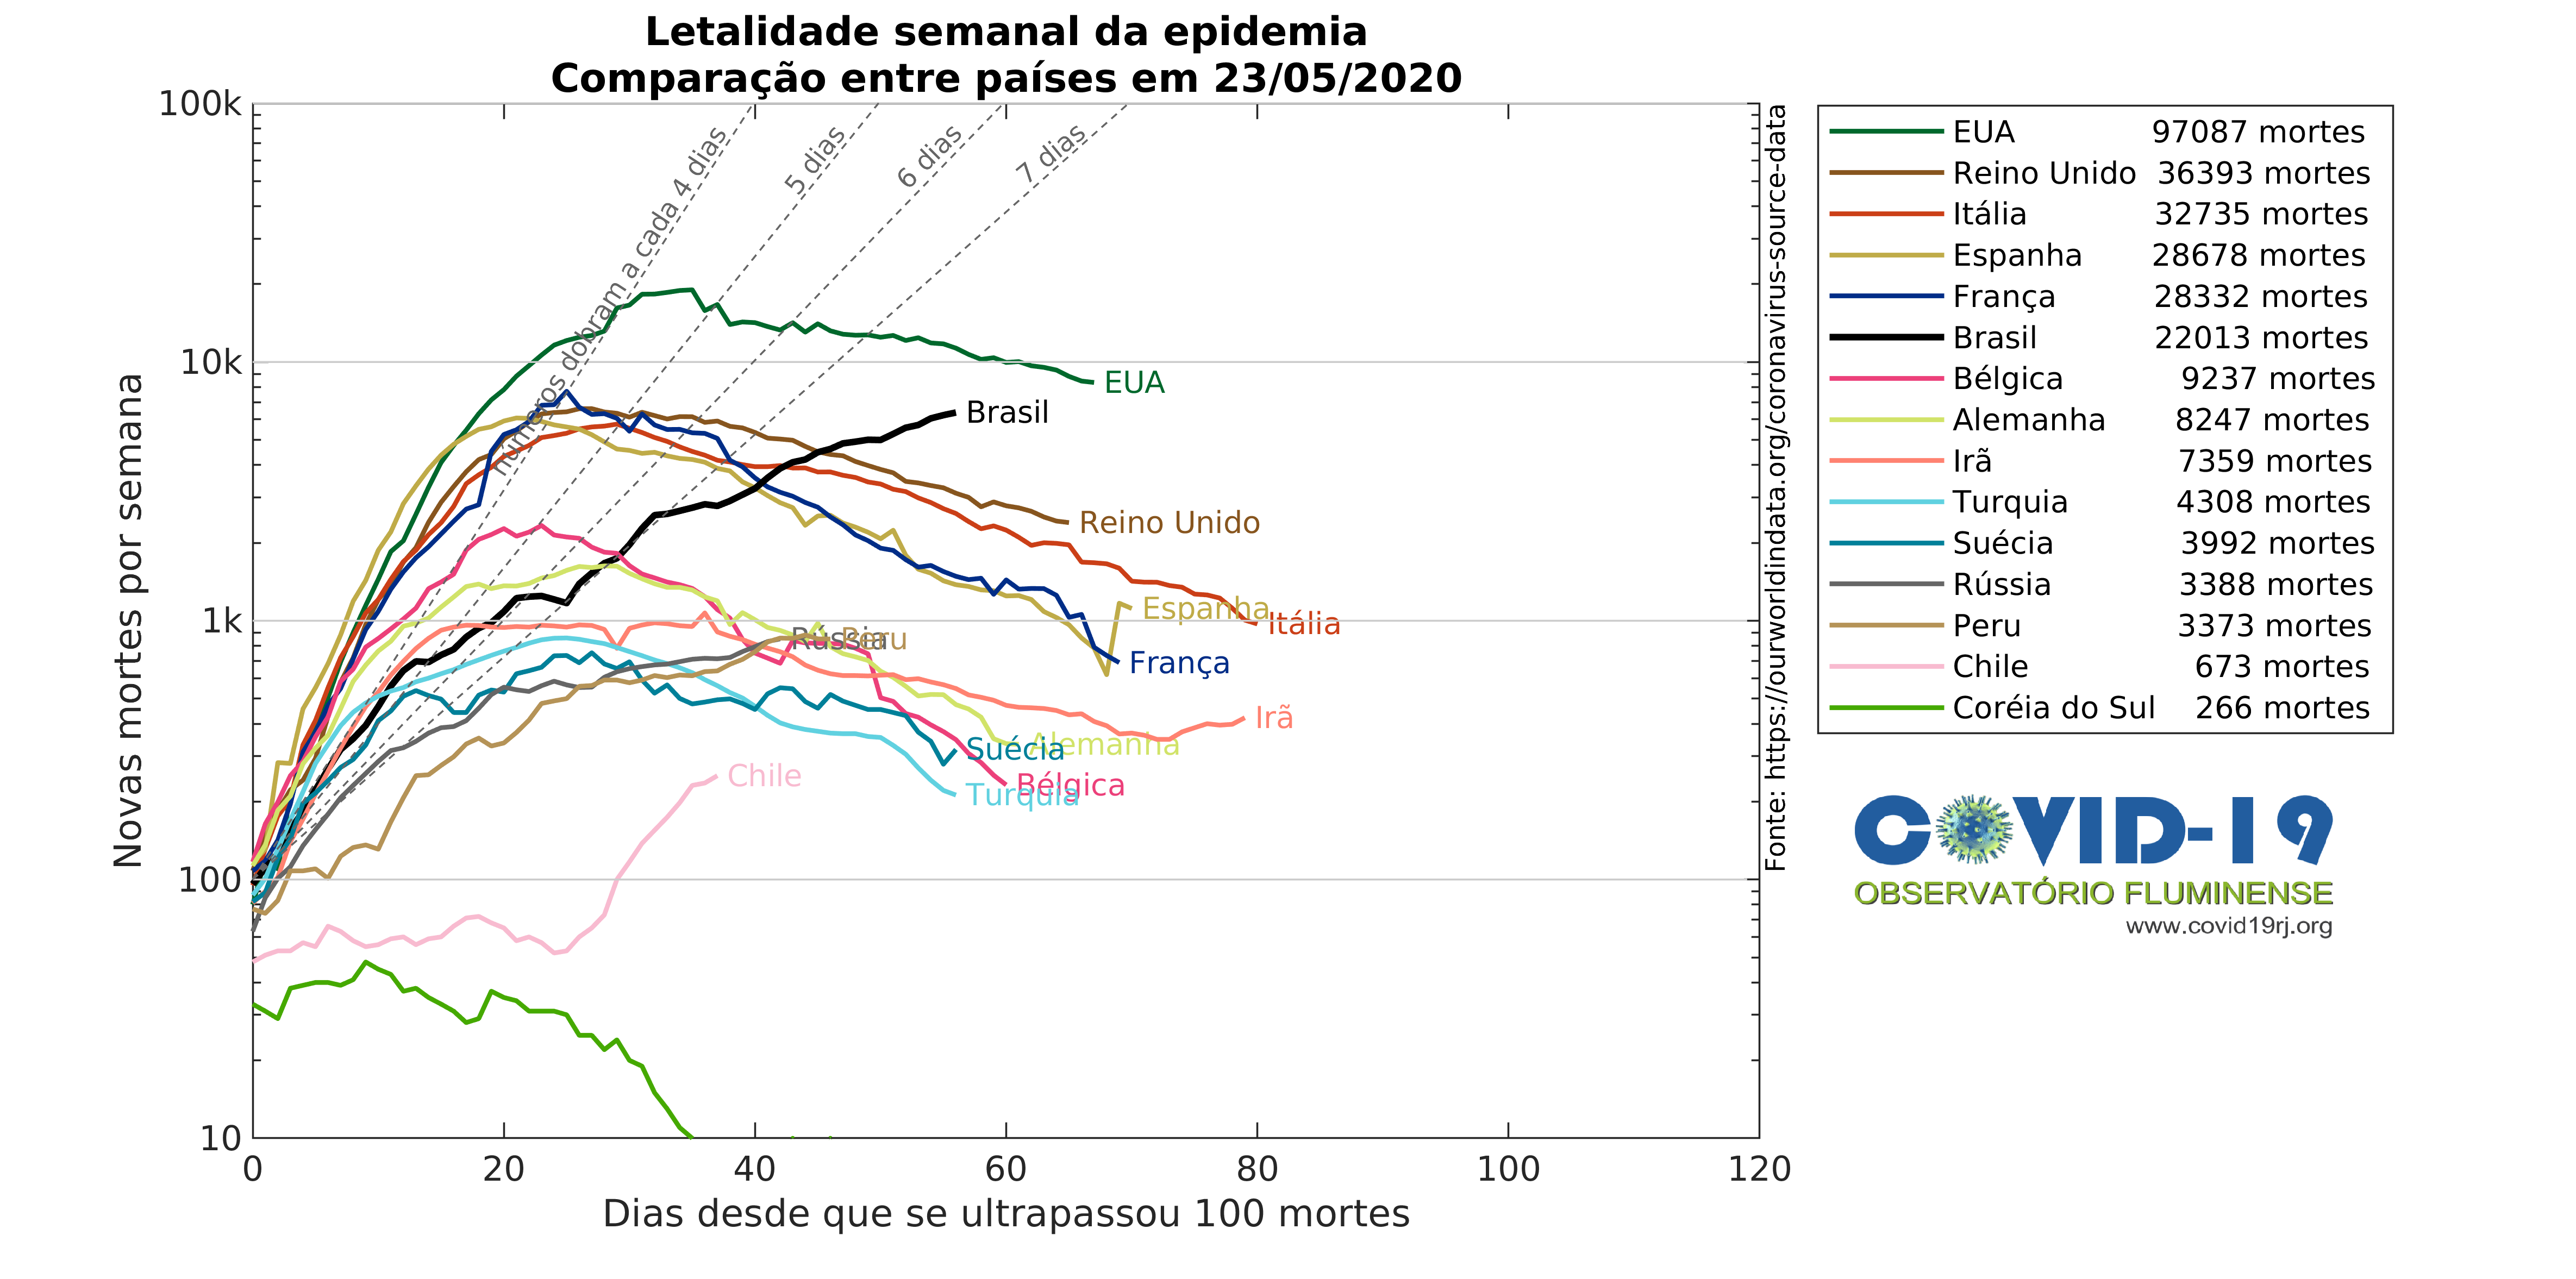 Letalidade semanal da epidemia
Comparação entre países em 23/05/2020
Novas mortes por semana
100k
10k
1k
100
10
0 20 40 60 80 100 120
Dias desde que se ultrapassou 100 mortes
números dobram a cada 4 dias
5 dias
6 dias
7 dias
EUA
Brasil
Reino Unido
Espanha
Itália
Rússia
Peru
França
Irã
Suécia
Alemanha
Chile
Bélgica
Turquia
Fonte: https://ourworldindata.org/coronavirus-source-data
EUA 97087 mortes
Reino Unido 36393 mortes
Itália 32735 mortes
Espanha 28678 mortes
França 28332 mortes
Brasil 22013 mortes
Bélgica 9237 mortes
Alemanha 8247 mortes
Irã 7359 mortes
Turquia 4308 mortes
Suécia 3992 mortes
Rússia 3388 mortes
Peru 3373 mortes
Chile 673 mortes
Coréia do Sul 266 mortes
COVID-19
OBSERVATÓRIO FLUMINENSE
www.covid19rj.org